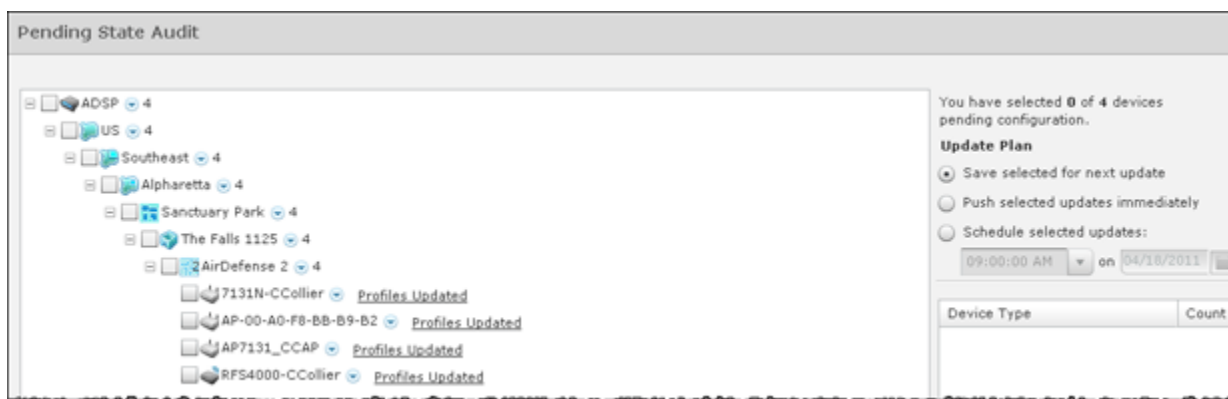 Pending State Audit
ADSP 4
US 4
Southeast 4
Alpharetta 4
Sanctuary Park 4
The Falls 1125 4
AirDefense 2 4
7131N-CCollier Profiles Updated
AP-00-A0-F8-BB-B9-B2 Profiles Updated
AP7131_CCAP Profiles Updated
RFS4000-CCollier Profiles Updated
You have selected 0 of 4 devices
pending configuration.
Update Plan
Save selected for next update
Push selected updates immediately
Schedule selected updates:
09:00:00 AM on 04/18/2011
Device Type Count